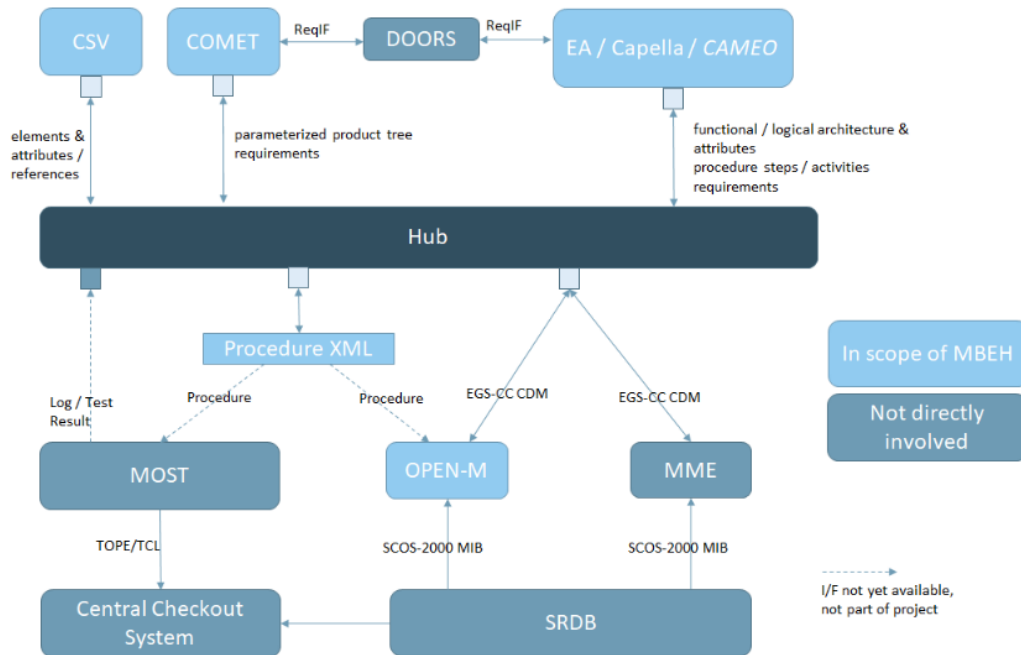 CSV
COMET
ReqIF
DOORS
ReqIF
EA / Capella / CAMEO
elements &
attributes /
references
parameterized product tree
requirements
functional / logical architecture &
attributes
procedure steps / activities
requirements
Hub
Procedure XML
In scope of MBEH
Log / Test
Result
Procedure
Procedure
EGS-CC CDM
EGS-CC CDM
Not directly
involved
MOST
OPEN-M
MME
TOPE/TCL
SCOS-2000 MIB
SCOS-2000 MIB
I/F not yet available,
not part of project
Central Checkout
System
SRDB